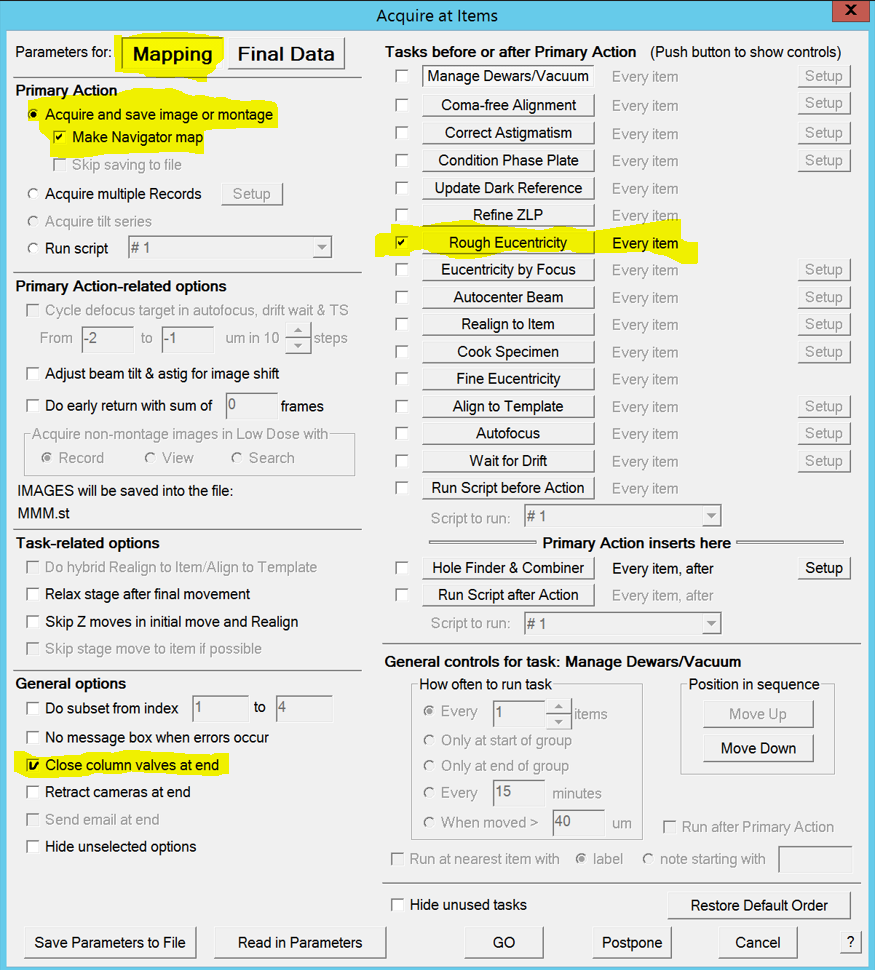 Acquire at Items
X
Parameters for: Mapping Final Data
Primary Action
Acquire and save image or montage
Make Navigator map
Skip saving to file
Acquire multiple Records Setup
Acquire tilt series
Run script # 1
Primary Action-related options
Cycle defocus target in autofocus, drift wait & TS
From -2 to -1 um in 10 steps
Adjust beam tilt & astig for image shift
Do early return with sum of 0 frames
Acquire non-montage images in Low Dose with
Record View Search
IMAGES will be saved into the file:
MMM.st
Task-related options
Do hybrid Realign to Item/Align to Template
Relax stage after final movement
Skip Z moves in initial move and Realign
Skip stage move to item if possible
General options
Do subset from index 1 to 4
No message box when errors occur
Close column valves at end
Retract cameras at end
Send email at end
Hide unselected options
Tasks before or after Primary Action (Push button to show controls)
Manage Dewars/Vacuum Every item Setup
Coma-free Alignment Every item Setup
Correct Astigmatism Every item Setup
Condition Phase Plate Every item Setup
Update Dark Reference Every item
Refine ZLP Every item
Rough Eucentricity Every item
Eucentricity by Focus Every item Setup
Autocenter Beam Every item Setup
Realign to Item Every item Setup
Cook Specimen Every item Setup
Fine Eucentricity Every item
Align to Template Every item Setup
Autofocus Every item Setup
Wait for Drift Every item Setup
Run Script before Action Every item
Script to run: # 1
Primary Action inserts here
Hole Finder & Combiner Every item, after Setup
Run Script after Action Every item, after
Script to run: # 1
General controls for task: Manage Dewars/Vacuum
How often to run task
Every 1 items
Only at start of group
Only at end of group
Every 15 minutes
When moved > 40 um
Position in sequence
Move Up
Move Down
Run after Primary Action
Run at nearest item with label note starting with
Hide unused tasks Restore Default Order
Save Parameters to File Read in Parameters GO Postpone Cancel ?